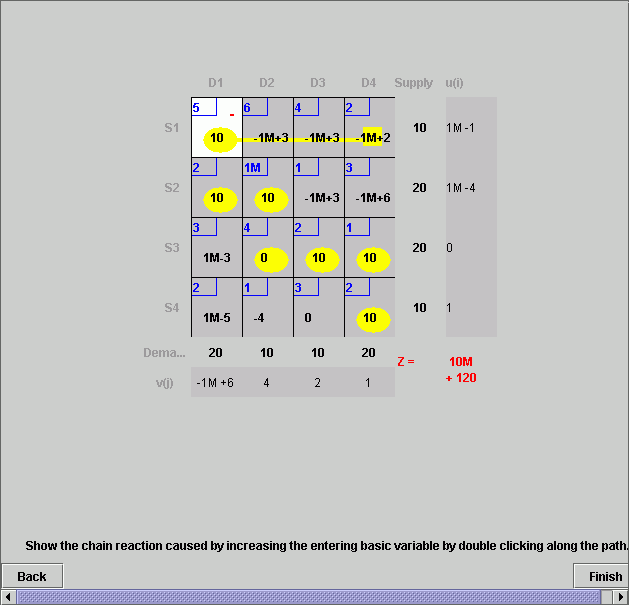 D1 D2 D3 D4 Supply u(i)
5 - 6 4 2
S1 10 -1M+3 -1M+3 -1M+2 10 1M -1
2 1M 1 3
S2 10 10 -1M+3 -1M+6 20 1M -4
3 4 2 1
S3 1M-3 0 10 10 20 0
2 1 3 2
S4 1M-5 -4 0 10 10 1
Dema... 20 10 10 20 Z = 10M
+ 120
v(j) -1M +6 4 2 1
Show the chain reaction caused by increasing the entering basic variable by double clicking along the path.
Back Finish